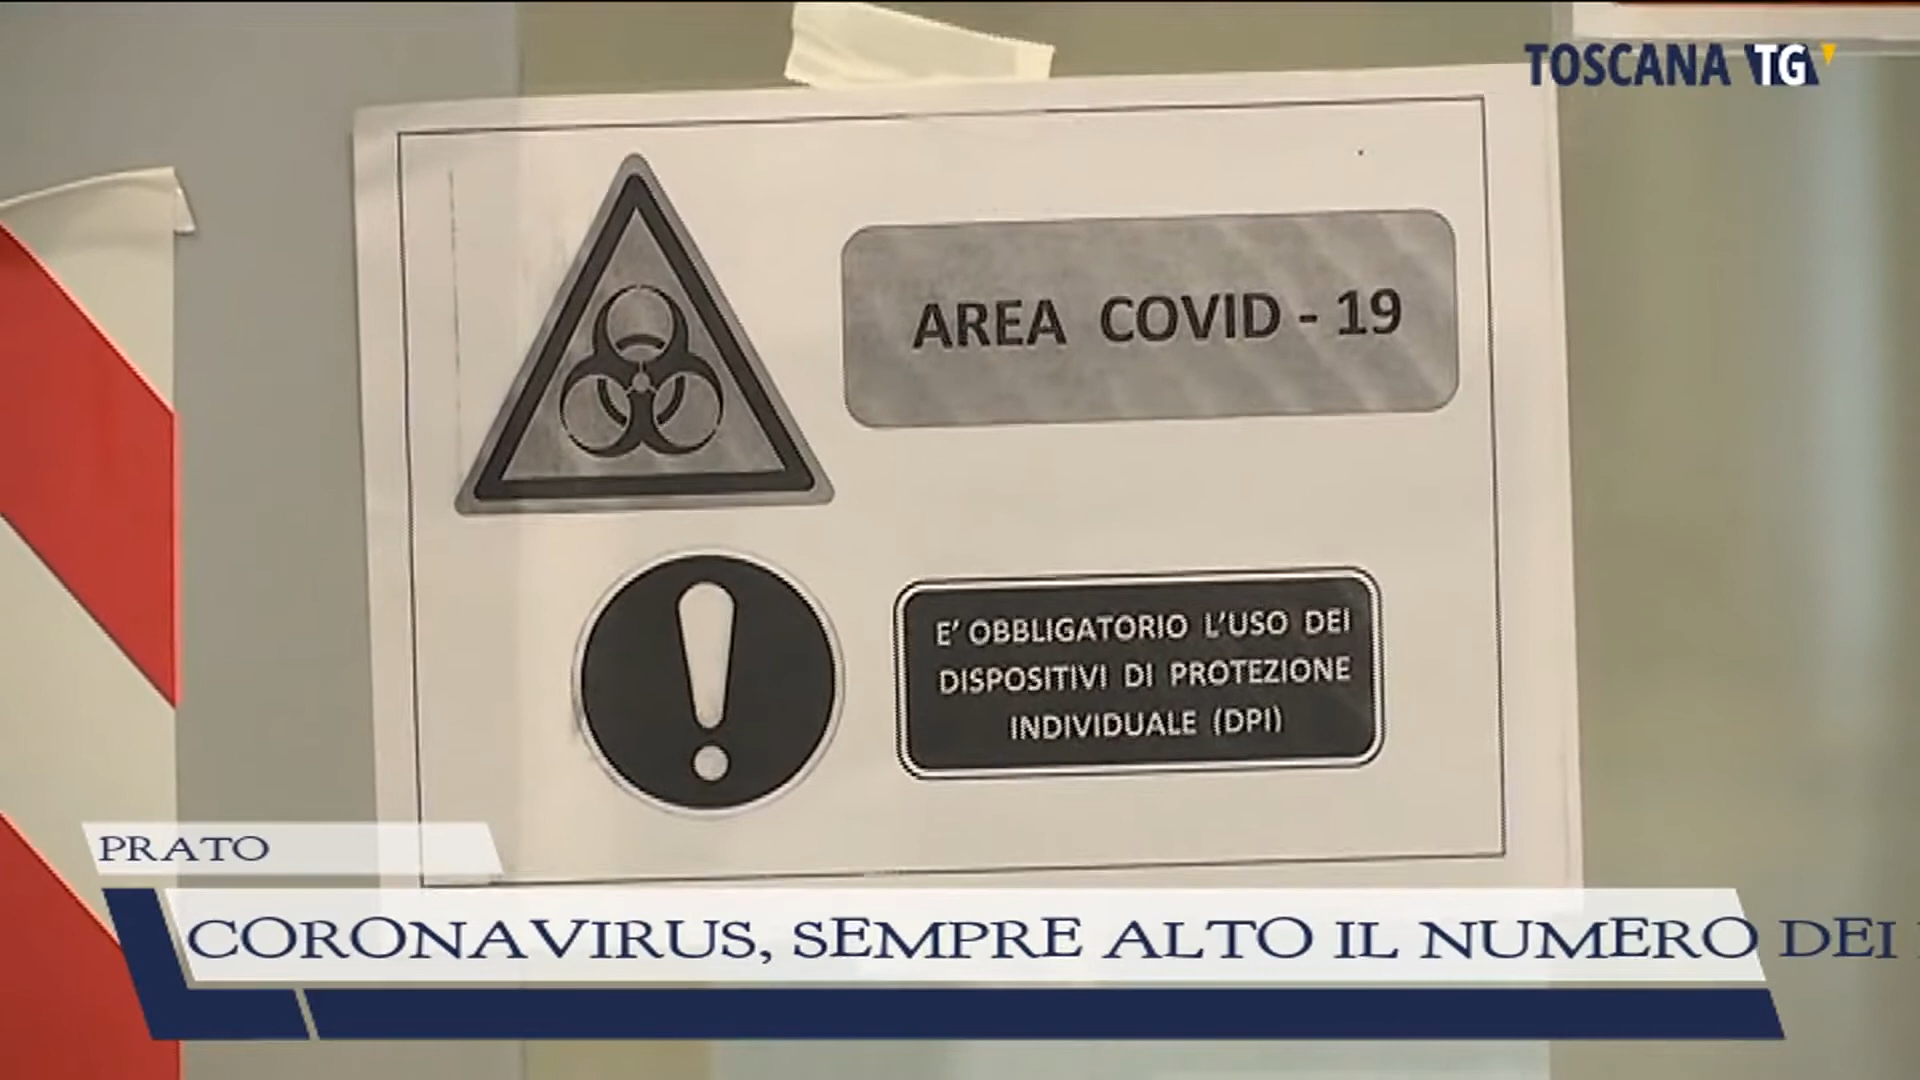 TOSCANA TG
AREA COVID - 19
E' OBBLIGATORIO L'USO DEI
DISPOSITIVI DI PROTEZIONE
INDIVIDUALE (DPI)
PRATO
CORONAVIRUS, SEMPRE ALTO IL NUMERO DEI